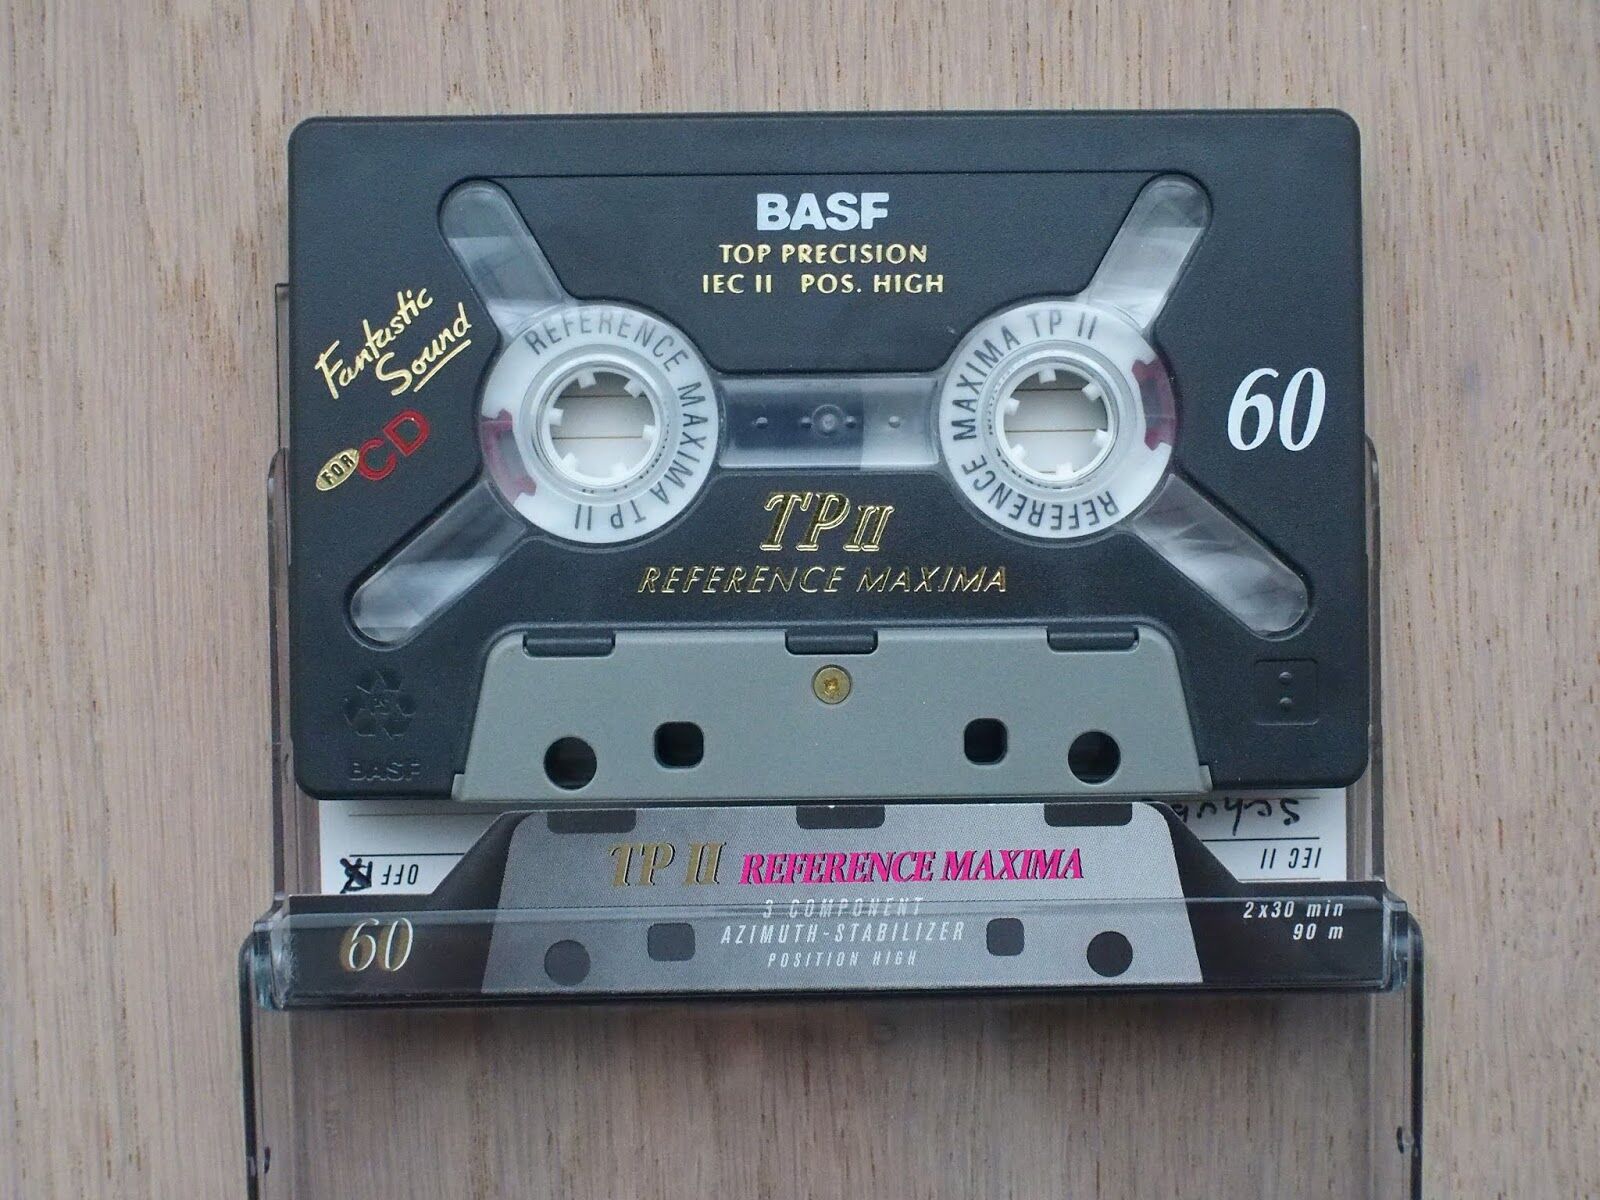 BASF
TOP PRECISION
IEC II POS. HIGH
Fantastic
Sound
FOR CD
60
REFERENCE MAXIMA TP II
REFERENCE MAXIMA TP II
TP II
REFERENCE MAXIMA
BASF
IEC II
OFF
TP II REFERENCE MAXIMA
3 COMPONENT
AZIMUTH-STABILIZER
POSITION HIGH
60
2x30 min
90 m